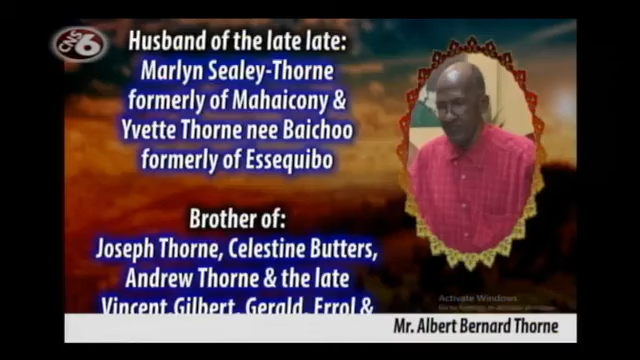 CNS 6
Husband of the late late:
Marlyn Sealey-Thorne
formerly of Mahaicony &
Yvette Thorne nee Baichoo
formerly of Essequibo
Brother of:
Joseph Thorne, Celestine Butters,
Andrew Thorne & the late
Vincent Gilbert, Gerald, Errol &
Activate Windows
Mr. Albert Bernard Thorne